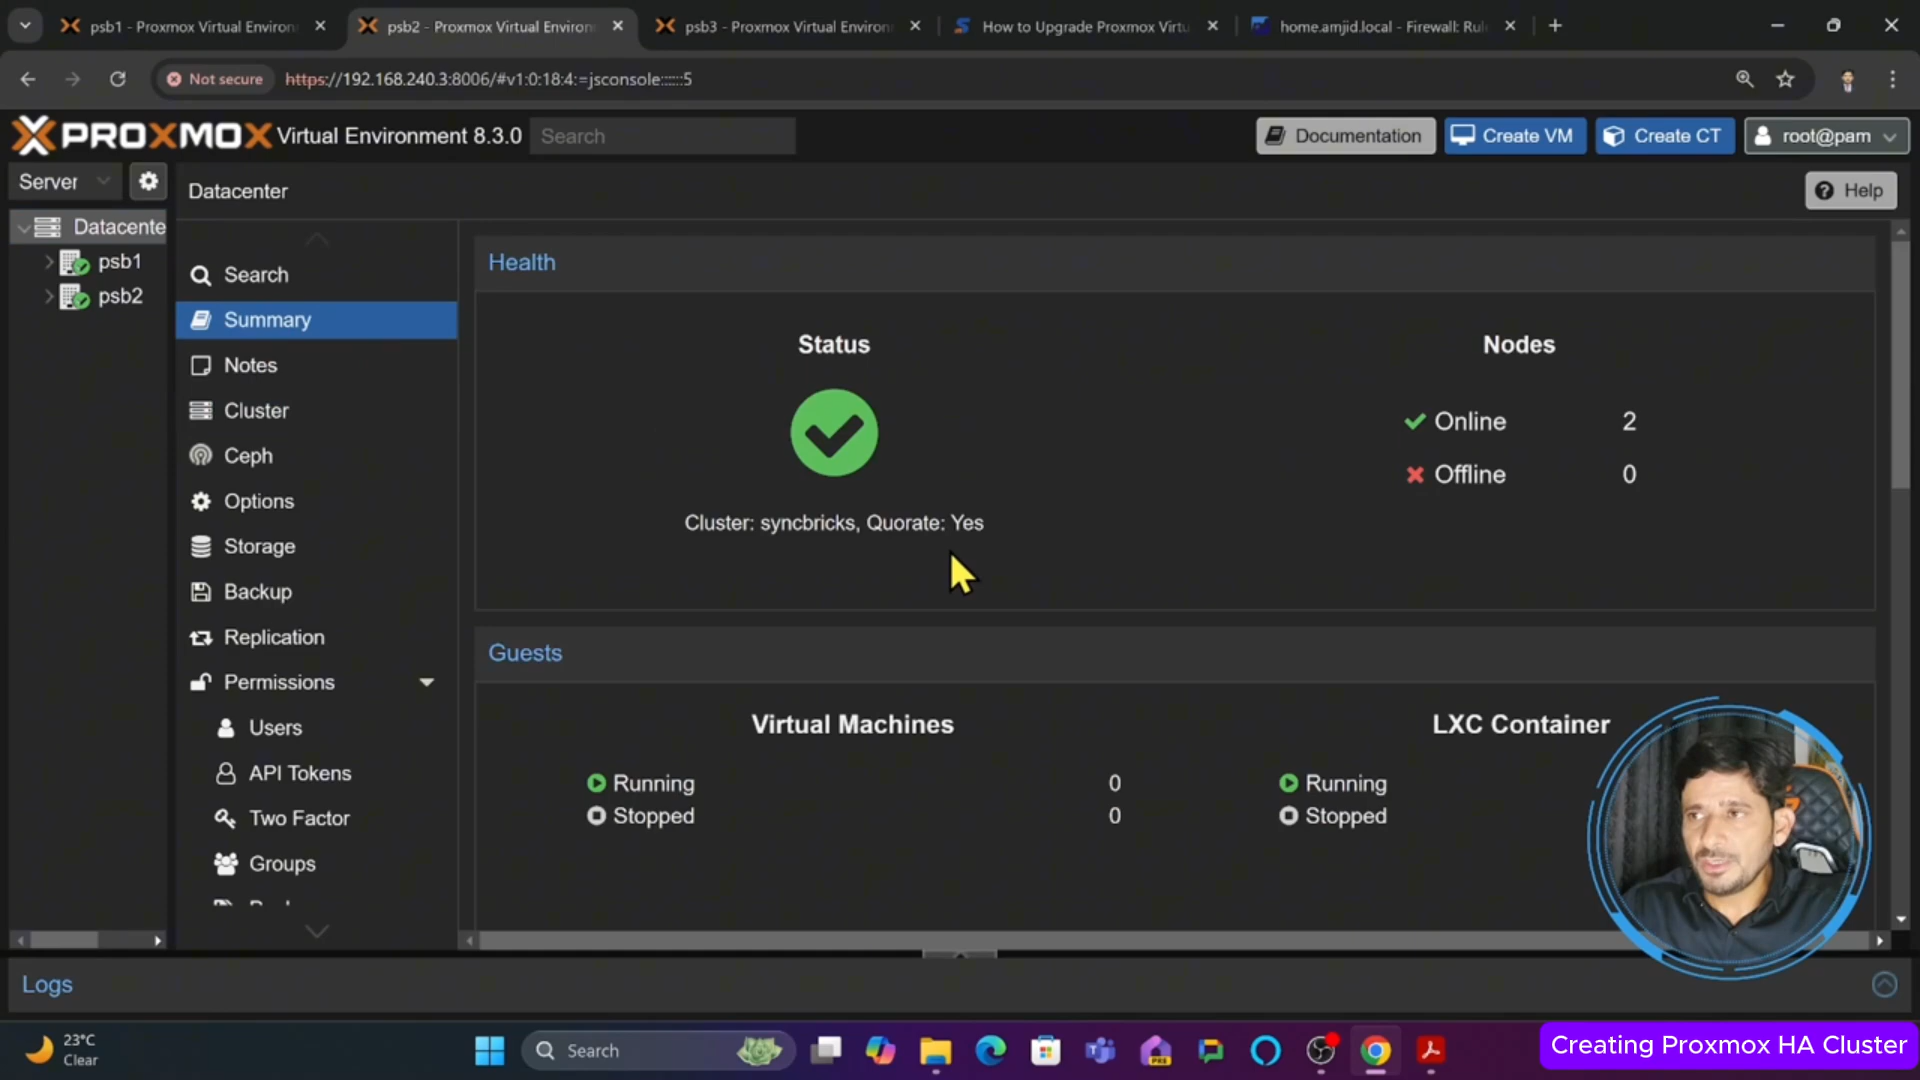 psb1 - Proxmox Virtual Environ
psb2 - Proxmox Virtual Environ
psb3 - Proxmox Virtual Environ
How to Upgrade Proxmox Virtu
home.amjid.local - Firewall: Rul
Not secure
https://192.168.240.3:8006/#v1:0:18:4:=jsconsole::::::5
PROXMOX Virtual Environment 8.3.0
Search
Documentation
Create VM
Create CT
root@pam
Server
Datacenter
Help
Datacente
psb1
psb2
Search
Summary
Notes
Cluster
Ceph
Options
Storage
Backup
Replication
Permissions
Users
API Tokens
Two Factor
Groups
Health
Status
Cluster: syncbricks, Quorate: Yes
Nodes
Online 2
Offline 0
Guests
Virtual Machines
Running 0
Stopped 0
LXC Container
Running
Stopped
Logs
23°C
Clear
Search
Creating Proxmox HA Cluster